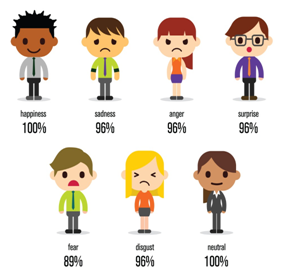 happiness sadness anger surprise
100% 96% 96% 96%
fear disgust neutral
89% 96% 100%